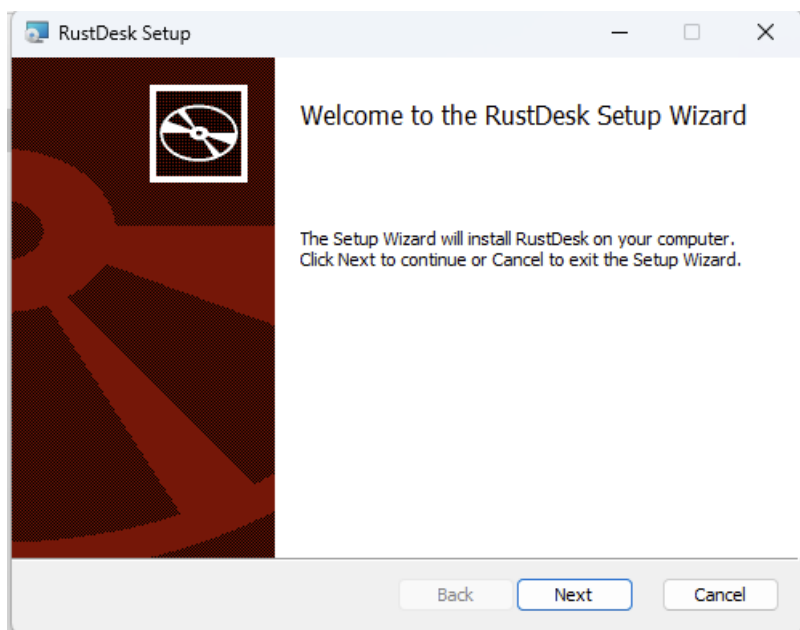 RustDesk Setup
Welcome to the RustDesk Setup Wizard
The Setup Wizard will install RustDesk on your computer.
Click Next to continue or Cancel to exit the Setup Wizard.
Back Next Cancel